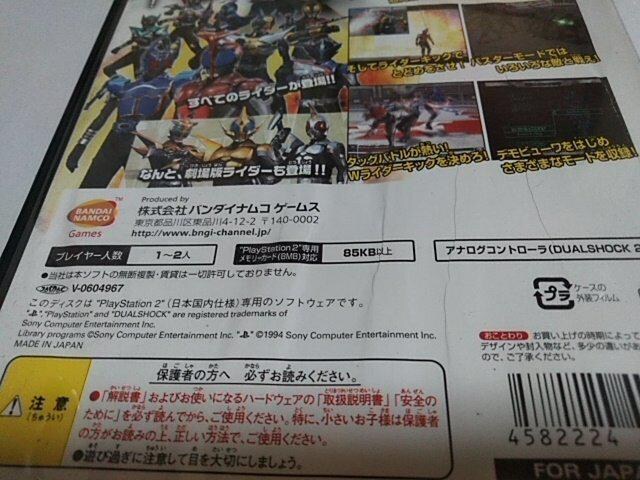 すべてのライダーが登場!!
なんと、劇場版ライダーも登場!!
してライダーキックで
とどめをさせ!
バスターモードでは
いろいろな敵と戦え!
タッグバトルが熱い!
Wライダーキックを決めろ!
デモビューワをはじめ
さまざまなモードを収録!
Produced by
BANDAI
NAMCO
Games
TM
株式会社 バンダイナムコ ゲームス
東京都品川区東品川4-12-2 〒140-0002
http://www.bngi-channel.jp/
プレイヤー人数 1〜2人
"PlayStation 2"専用
メモリーカード(8MB)対応
85KB以上
アナログコントローラ(DUALSHOCK 2
●当社は本ソフトの無断複製・賃貸は一切許可しておりません。
V-0604967
このディスクは "PlayStation 2" (日本国内仕様) 専用のソフトウェアです。
", "PlayStation" and "DUALSHOCK" are registered trademarks of
Sony Computer Entertainment Inc.
Library programs ©Sony Computer Entertainment Inc. ©1994 Sony Computer Entertainment Inc.
MADE IN JAPAN
プラ
ケースの
外装フィルム
おことわり お買い上げの時期によっ
デザインや封入物など、多少の違いが
ので、ご了承ください。
注意
(ちゅうい)
保護者の方へ 必ずお読みください。
●「解説書」およびお使いになるハードウェアの「取扱説明書」「安全の
ために」を必ず読んでから、ご使用ください。特に、小さいお子様は保護者
の方がお読みの上、正しい方法で、ご使用ください。
●遊び過ぎに注意して目を大切にしましょう。
4582224
FOR JAPA